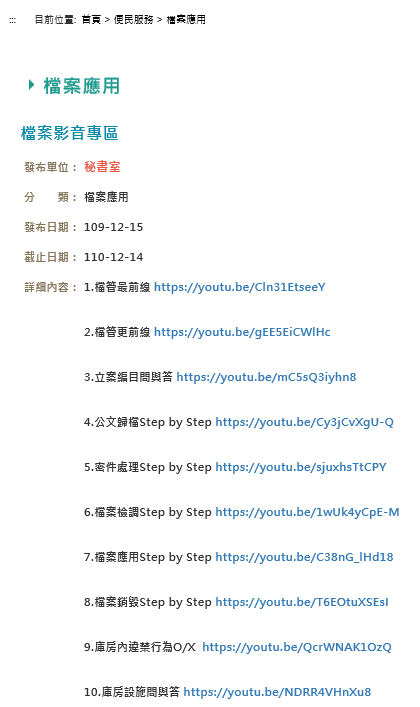 :::　目前位置: 首頁 > 便民服務 > 檔案應用
檔案應用
檔案影音專區
發布單位： 秘書室
分　　類： 檔案應用
發布日期： 109-12-15
截止日期： 110-12-14
詳細內容： 1.檔管最前線 https://youtu.be/Cln31EtseeY
2.檔管更前線 https://youtu.be/gEE5EiCWlHc
3.立案編目問與答 https://youtu.be/mC5sQ3iyhn8
4.公文歸檔Step by Step https://youtu.be/Cy3jCvXgU-Q
5.密件處理Step by Step https://youtu.be/sjuxhsTtCPY
6.檔案檢調Step by Step https://youtu.be/1wUk4yCpE-M
7.檔案應用Step by Step https://youtu.be/C38nG_lHd18
8.檔案銷毀Step by Step https://youtu.be/T6EOtuXSEsI
9.庫房內違禁行為O/X  https://youtu.be/QcrWNAK1OzQ
10.庫房設施問與答 https://youtu.be/NDRR4VHnXu8